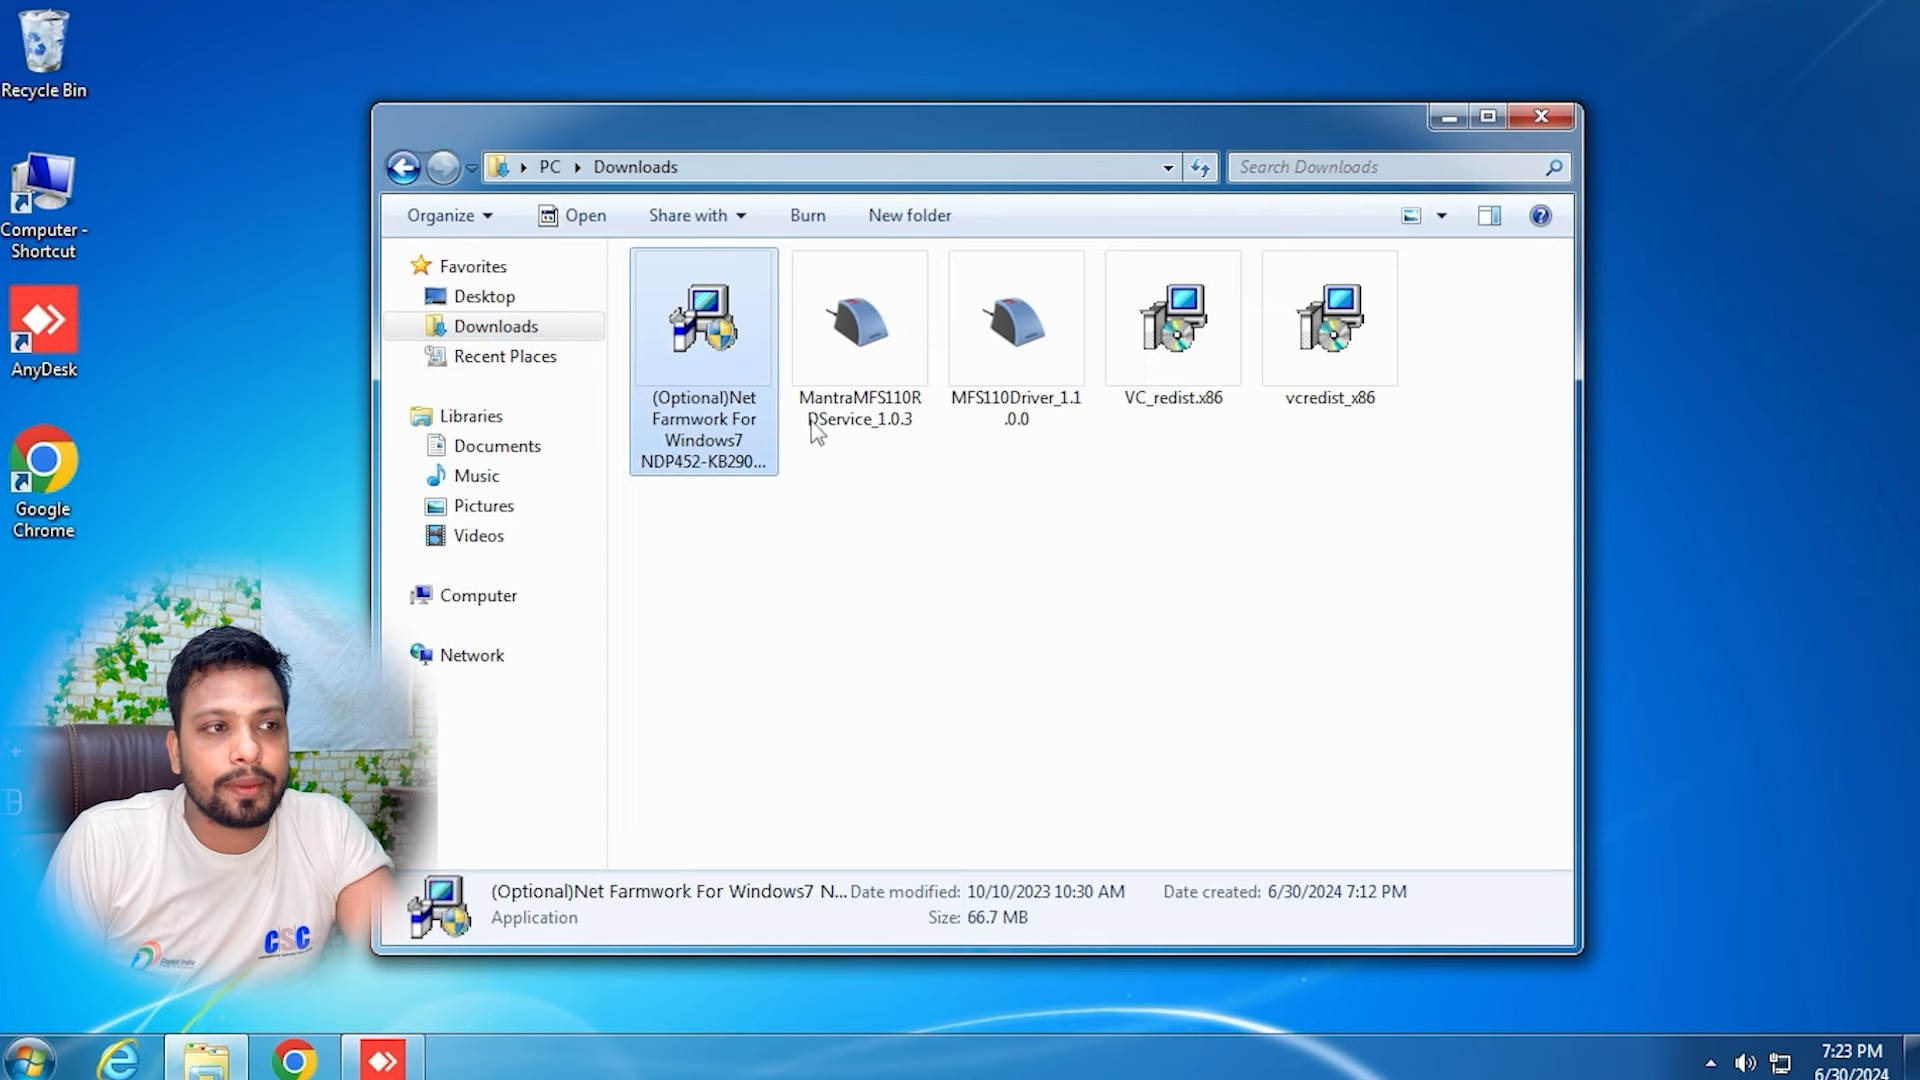 Recycle Bin
Computer -
Shortcut
AnyDesk
Google
Chrome
PC
Downloads
Search Downloads
Organize
Open
Share with
Burn
New folder
Favorites
Desktop
Downloads
Recent Places
Libraries
Documents
Music
Pictures
Videos
Computer
Network
(Optional)Net
Farmwork For
Windows7
NDP452-KB290...
MantraMFS110R
DService_1.0.3
MFS110Driver_1.1
.0.0
VC_redist.x86
vcredist_x86
(Optional)Net Farmwork For Windows7 N... Date modified: 10/10/2023 10:30 AM Date created: 6/30/2024 7:12 PM
Application Size: 66.7 MB
CSC
Digital India
7:23 PM
6/30/2024